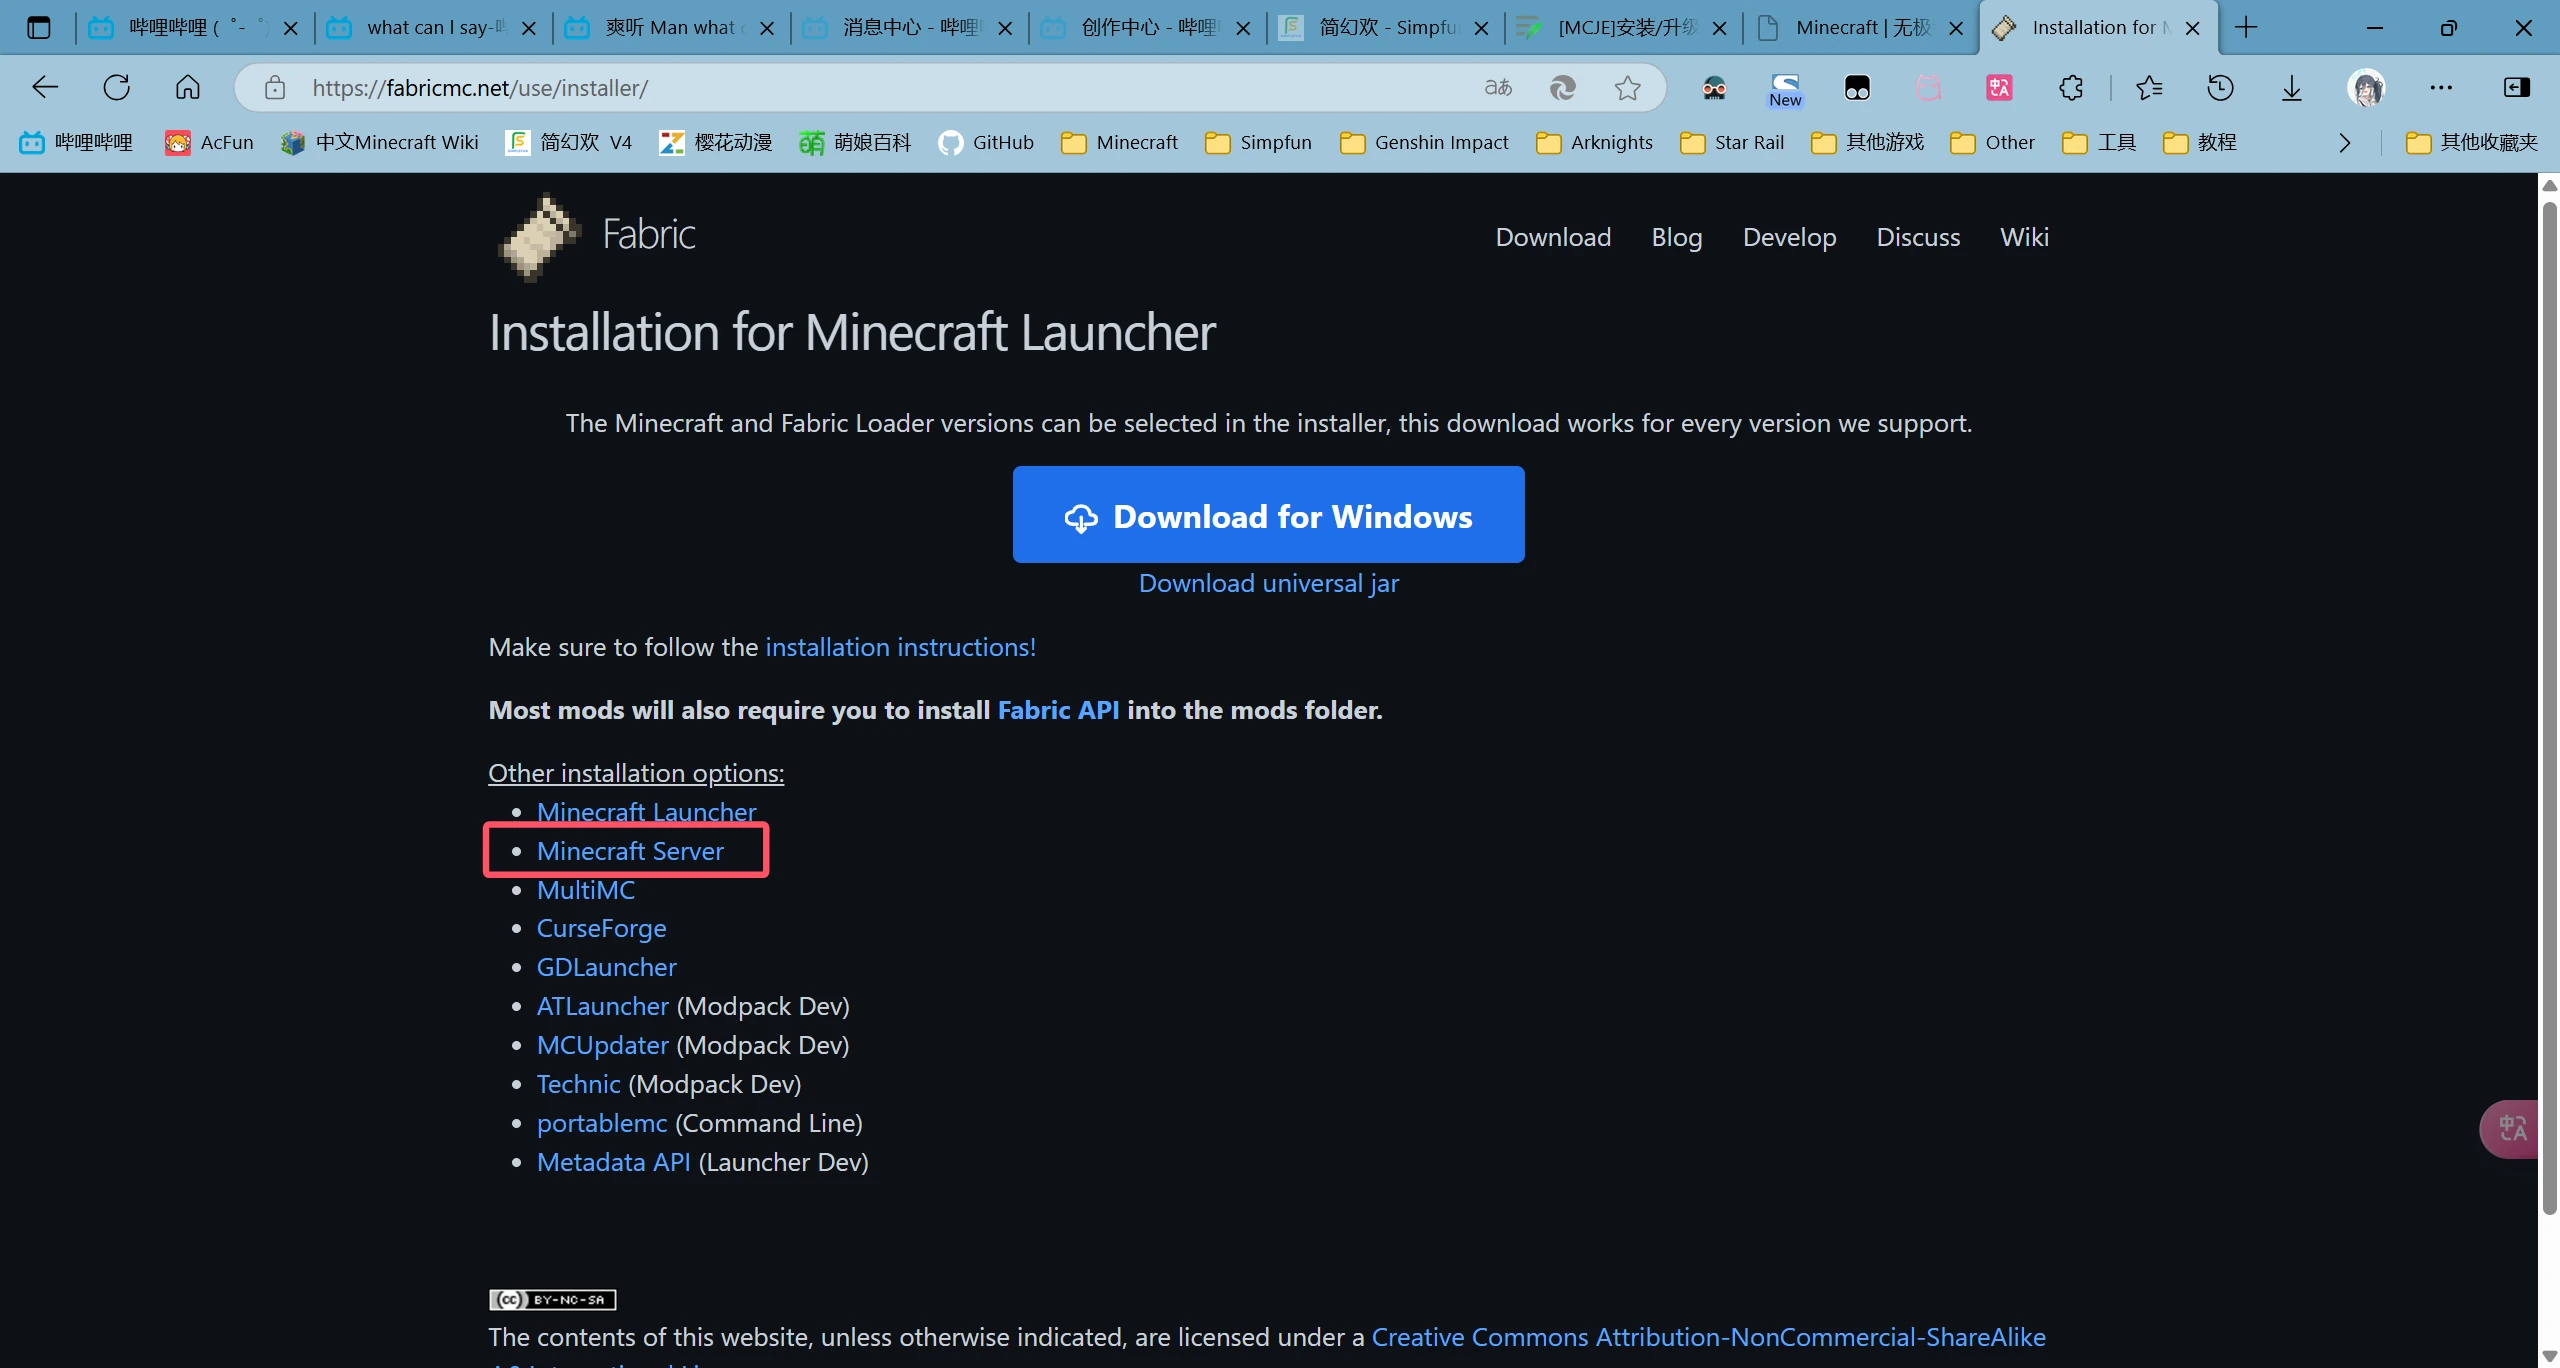 哔哩哔哩 ( ゜- ゜)
what can I say-哔
爽听 Man what c
消息中心 - 哔哩
创作中心 - 哔哩
简幻欢 - Simpfu
[MCJE]安装/升级
Minecraft | 无极
Installation for M
https://fabricmc.net/use/installer/
New
哔哩哔哩
AcFun
中文Minecraft Wiki
简幻欢 V4
樱花动漫
萌娘百科
GitHub
Minecraft
Simpfun
Genshin Impact
Arknights
Star Rail
其他游戏
Other
工具
教程
其他收藏夹
Fabric
Download Blog Develop Discuss Wiki
Installation for Minecraft Launcher
The Minecraft and Fabric Loader versions can be selected in the installer, this download works for every version we support.
Download for Windows
Download universal jar
Make sure to follow the installation instructions!
Most mods will also require you to install Fabric API into the mods folder.
Other installation options:
Minecraft Launcher
Minecraft Server
MultiMC
CurseForge
GDLauncher
ATLauncher (Modpack Dev)
MCUpdater (Modpack Dev)
Technic (Modpack Dev)
portablemc (Command Line)
Metadata API (Launcher Dev)
(cc) BY-NC-SA
The contents of this website, unless otherwise indicated, are licensed under a Creative Commons Attribution-NonCommercial-ShareAlike